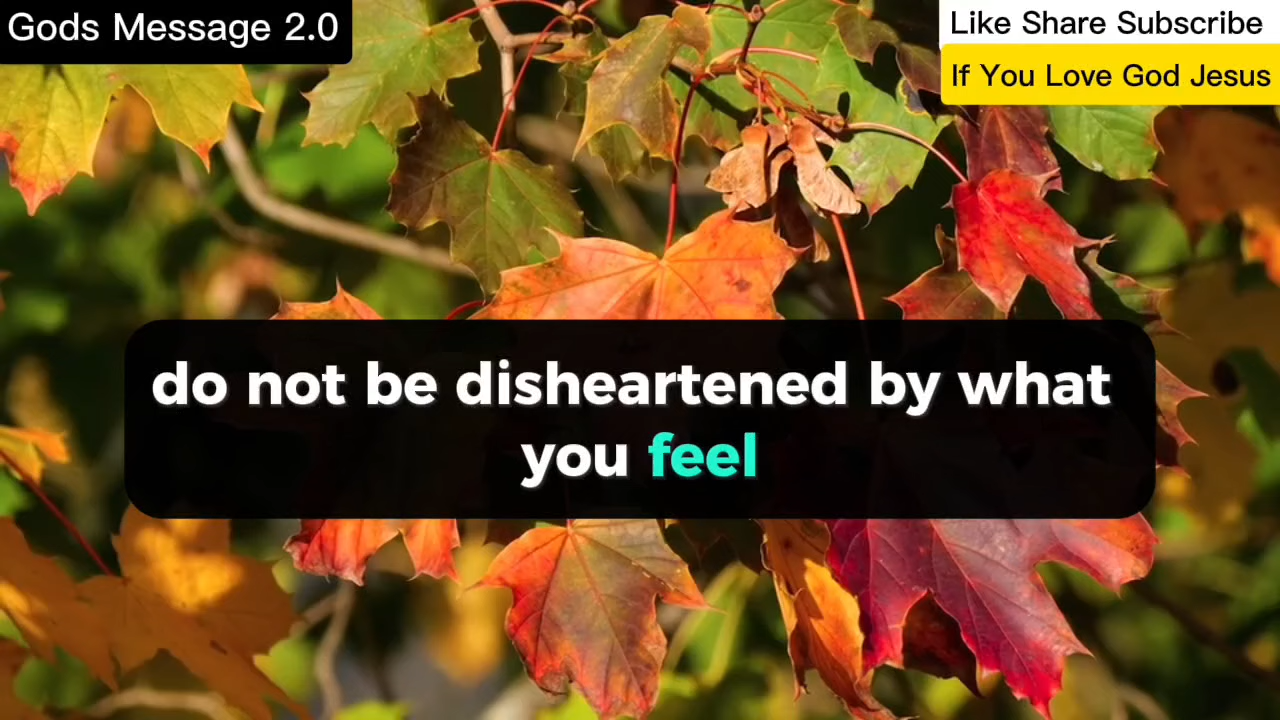 Gods Message 2.0
Like Share Subscribe
If You Love God Jesus
do not be disheartened by what
you feel